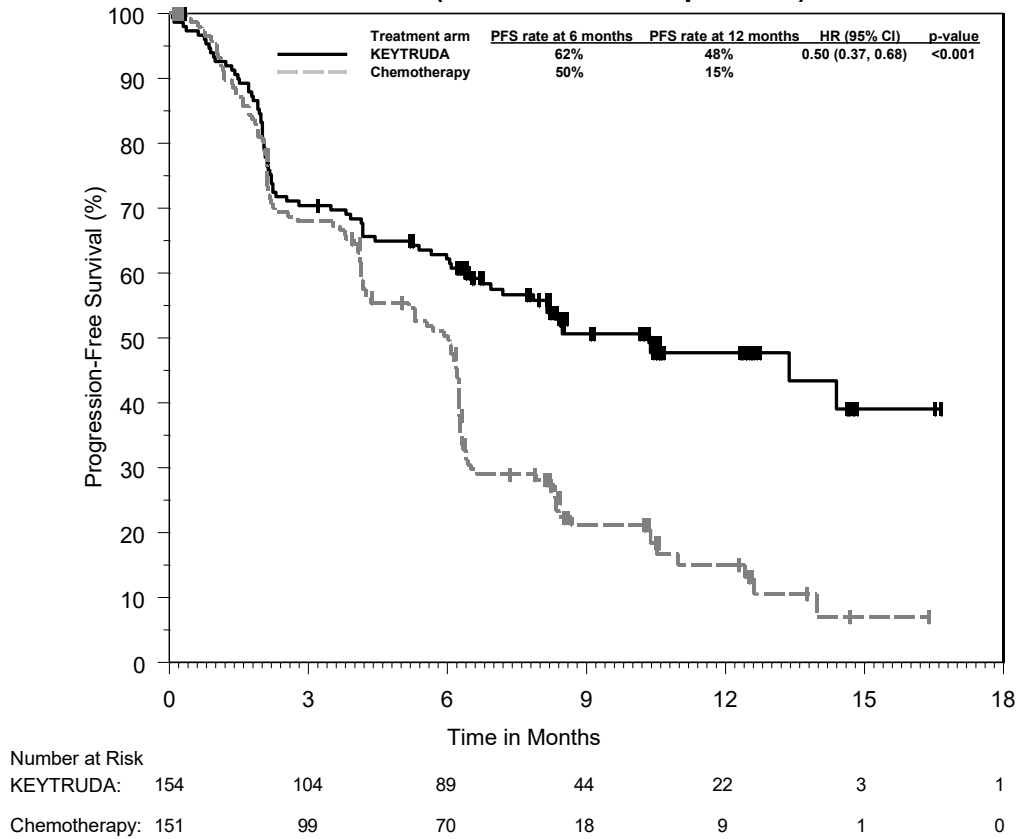 Treatment arm PFS rate at 6 months PFS rate at 12 months HR (95% CI) p-value
KEYTRUDA 62% 48% 0.50 (0.37, 0.68) <0.001
Chemotherapy 50% 15%
Progression-Free Survival (%)
100
90
80
70
60
50
40
30
20
10
0
0 3 6 9 12 15 18
Time in Months
Number at Risk
KEYTRUDA: 154 104 89 44 22 3 1
Chemotherapy: 151 99 70 18 9 1 0